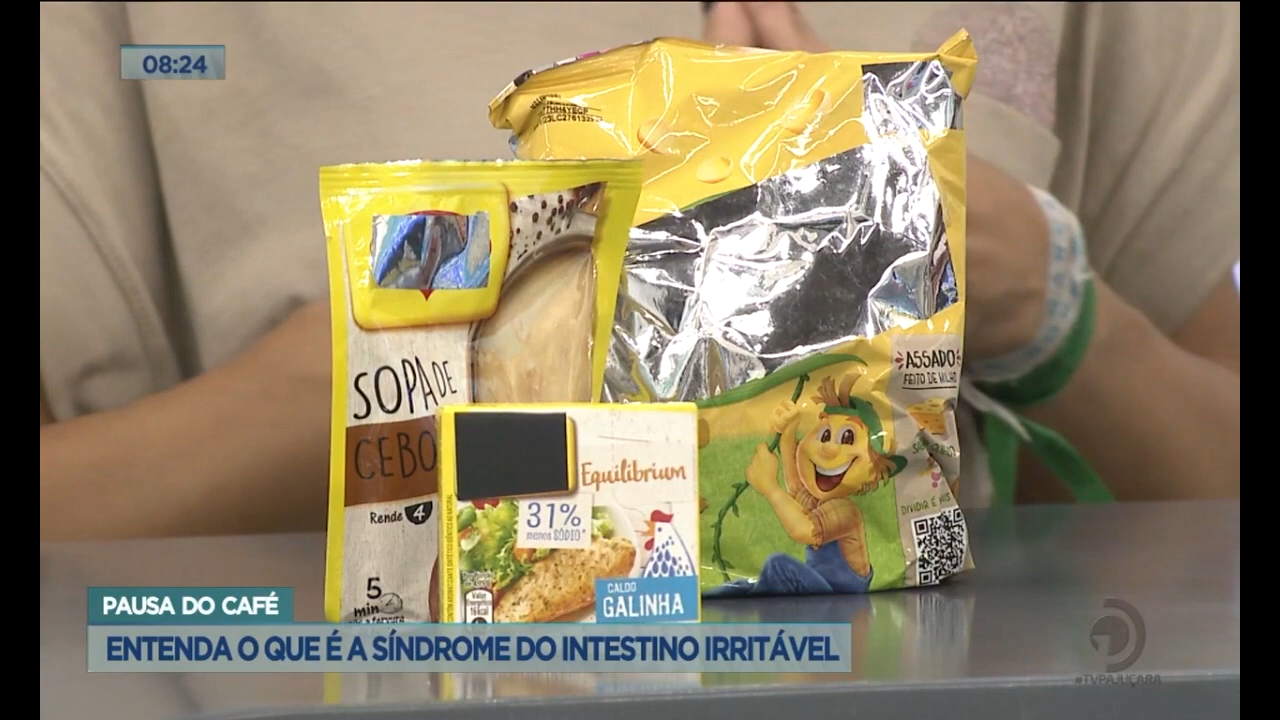 08:24
SOPA DE
CEBO
Rende 4
5
min
Equilibrium
31%
menos SÓDIO*
CALDO
GALINHA
ASSADO
FEITO DE MILHO
DIVIDIR É
PAUSA DO CAFÉ
ENTENDA O QUE É A SÍNDROME DO INTESTINO IRRITÁVEL
#TVPAJUÇARA